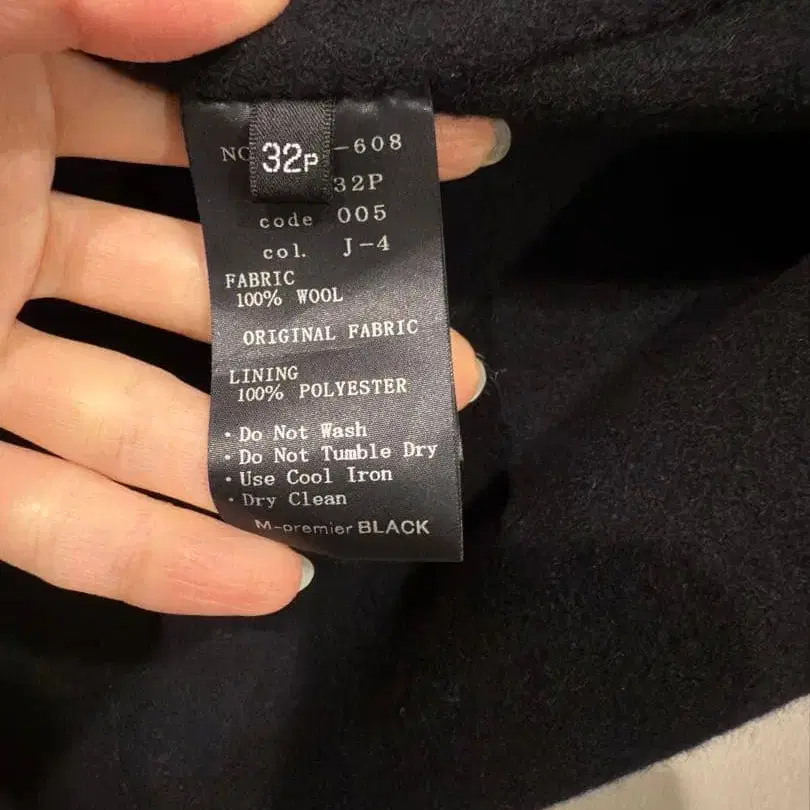 32P
NO -608
32P
code 005
col. J-4
FABRIC
100% WOOL
ORIGINAL FABRIC
LINING
100% POLYESTER
・Do Not Wash
・Do Not Tumble Dry
・Use Cool Iron
・Dry Clean
M-premier BLACK